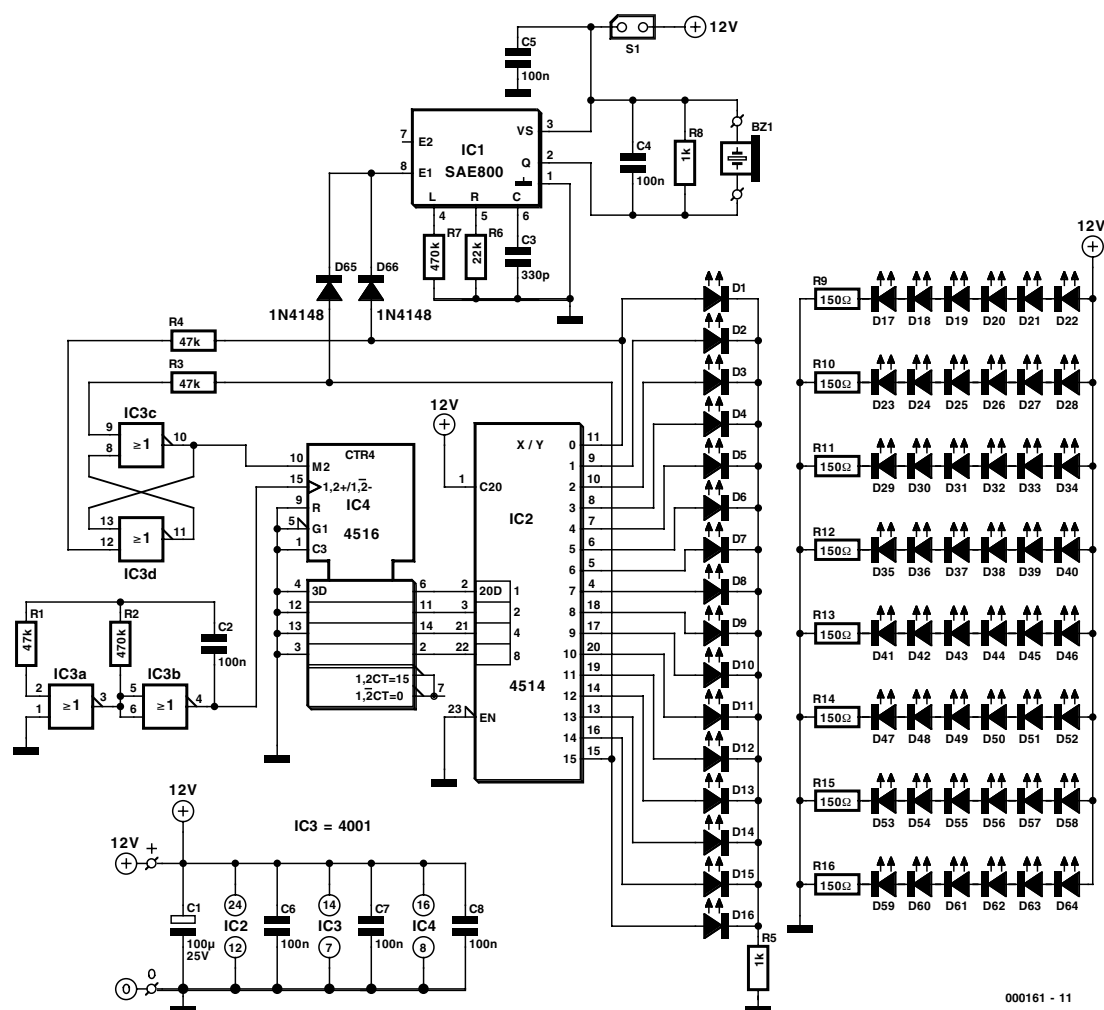 12V
S1
C5
100n
7 E2
VS 3
IC1
SAE800
8 E1
Q 2
1
L R C
4 5 6
R7
470k
R6
22k
C3
330p
C4
100n
R8
1k
BZ1
D65
D66
1N4148 1N4148
R4
47k
R3
47k
IC3c
9
8
≥1
10
13
12
≥1
11
IC3d
R1
47k
R2
470k
C2
100n
IC3a
2
1
≥1
3
IC3b
5
6
≥1
4
CTR4
10 M2
15 1,2+/1,2̅-
9 R
5 G1
1 C3
IC4
4516
4 3D 6
12 11
13 14
3 2
1,2CT=15
1,2̅CT=0
7
12V
X / Y
1 C20
IC2
2 20D 1
3 2
21 4
22 8
4514
23 EN
0 11
1 9
2 10
3 8
4 7
5 6
6 5
7 4
8 18
9 17
10 20
11 19
12 14
13 13
14 16
15 15
D1
D2
D3
D4
D5
D6
D7
D8
D9
D10
D11
D12
D13
D14
D15
D16
R5
1k
12V
R9
150Ω
D17 D18 D19 D20 D21 D22
R10
150Ω
D23 D24 D25 D26 D27 D28
R11
150Ω
D29 D30 D31 D32 D33 D34
R12
150Ω
D35 D36 D37 D38 D39 D40
R13
150Ω
D41 D42 D43 D44 D45 D46
R14
150Ω
D47 D48 D49 D50 D51 D52
R15
150Ω
D53 D54 D55 D56 D57 D58
R16
150Ω
D59 D60 D61 D62 D63 D64
12V
IC3 = 4001
12V +
C1
100μ
25V
24
IC2
12
C6
100n
14
IC3
7
C7
100n
16
IC4
8
C8
100n
0 0
000161 - 11